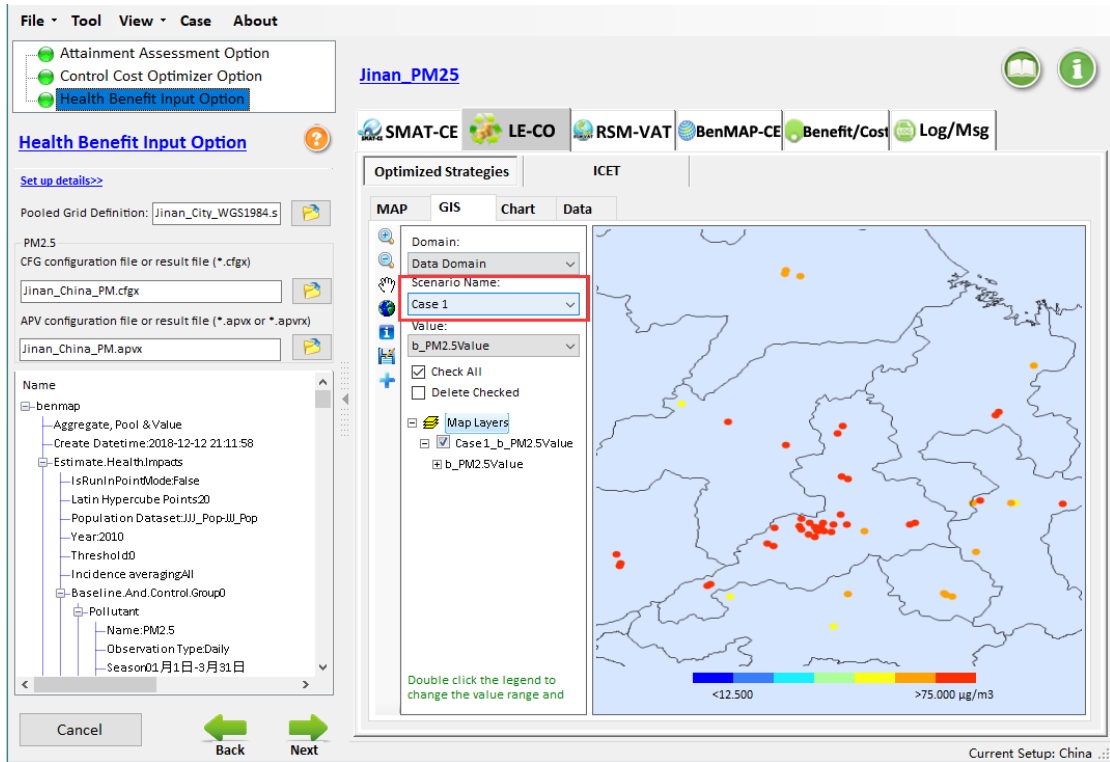 File Tool View Case About
Attainment Assessment Option
Control Cost Optimizer Option
Health Benefit Input Option
Health Benefit Input Option
Set up details>>
Pooled Grid Definition: Jinan_City_WGS1984.s
PM2.5
CFG configuration file or result file (*.cfgx)
Jinan_China_PM.cfgx
APV configuration file or result file (*.apvx or *.apvrx)
Jinan_China_PM.apvx
Name
benmap
Aggregate, Pool & Value
Create Datetime:2018-12-12 21:11:58
Estimate.Health.Impacts
IsRunInPointMode:False
Latin Hypercube Points:20
Population Dataset:JJJ_Pop-JJJ_Pop
Year:2010
Threshold:0
Incidence averaging:All
Baseline.And.Control.Group0
Pollutant
Name:PM2.5
Observation Type:Daily
Season01月1日-3月31日
Cancel
Back
Next
Jinan_PM25
SMAT-CE LE-CO RSM-VAT BenMAP-CE Benefit/Cost Log/Msg
Optimized Strategies ICET
MAP GIS Chart Data
Domain:
Data Domain
Scenario Name:
Case 1
Value:
b_PM2.5Value
Check All
Delete Checked
Map Layers
Case1_b_PM2.5Value
b_PM2.5Value
Double click the legend to
change the value range and
<12.500 >75.000 μg/m3
Current Setup: China